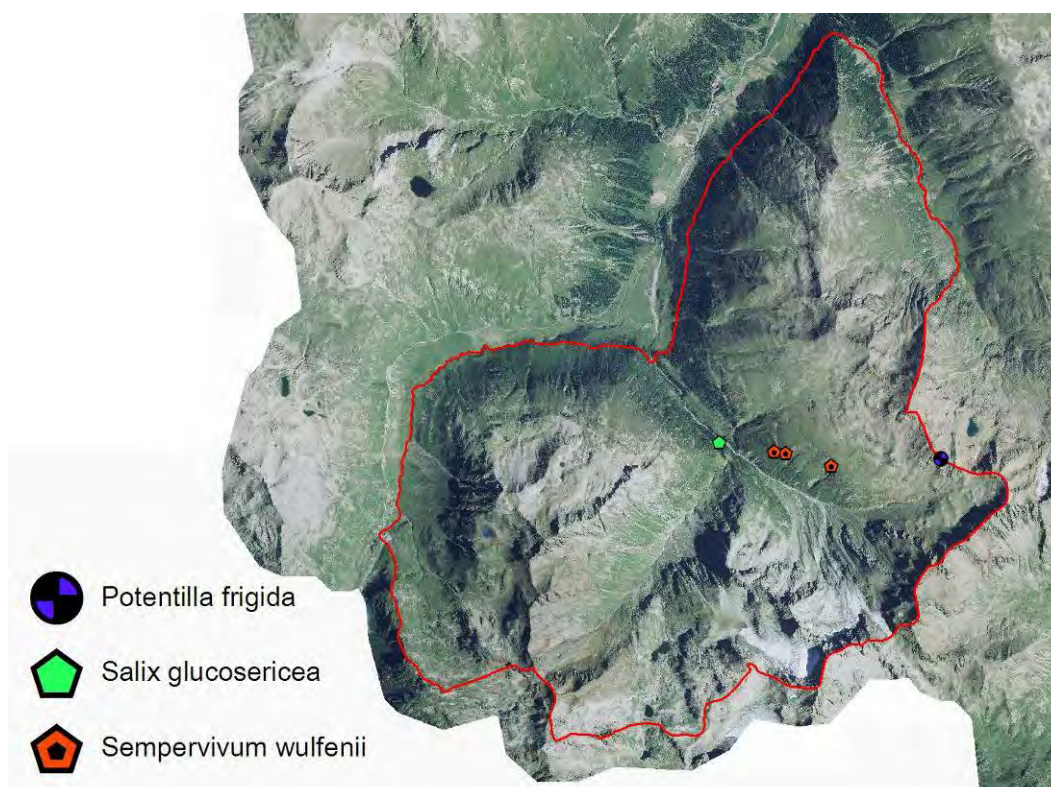 Potentilla frigida
Salix glucosericea
Sempervivum wulfenii